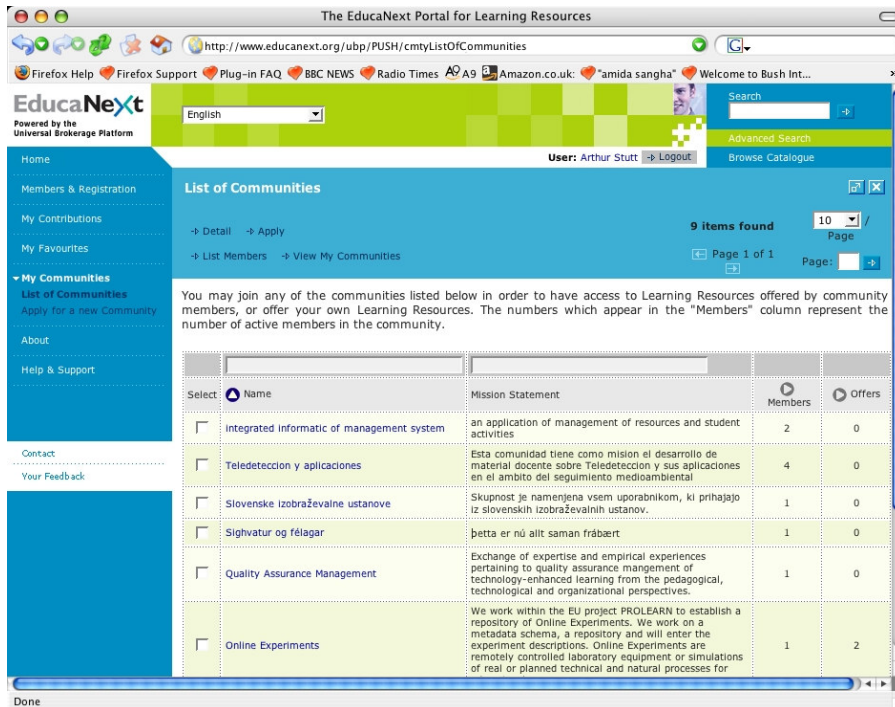 The EducaNext Portal for Learning Resources
http://www.educanext.org/ubp/PUSH/cmtyListOfCommunities
G
Firefox Help Firefox Support Plug-in FAQ BBC NEWS Radio Times A9 A9 Amazon.co.uk: "amida sangha" Welcome to Bush Int... »
EducaNeXt
Powered by the
Universal Brokerage Platform
English
Search
Advanced Search
Browse Catalogue
User: Arthur Stutt Logout
Home
Members & Registration
My Contributions
My Favourites
My Communities
List of Communities
Apply for a new Community
About
Help & Support
Contact
Your Feedback
List of Communities
Detail Apply
List Members View My Communities
9 items found
10 /
Page
Page 1 of 1
Page:
You may join any of the communities listed below in order to have access to Learning Resources offered by community
members, or offer your own Learning Resources. The numbers which appear in the "Members" column represent the
number of active members in the community.
Select Name Mission Statement Members Offers
integrated informatic of management system
an application of management of resources and student
activities
2 0
Teledeteccion y aplicaciones
Esta comunidad tiene como mision el desarrollo de
material docente sobre Teledeteccion y sus aplicaciones
en el ambito del seguimiento medioambiental
4 0
Slovenske izobraževalne ustanove
Skupnost je namenjena vsem uporabnikom, ki prihajajo
iz slovenskih izobraževalnih ustanov.
1 0
Sighvatur og félagar
þetta er nú allt saman frábært
1 0
Quality Assurance Management
Exchange of expertise and empirical experiences
pertaining to quality assurance mangement of
technology-enhanced learning from the pedagogical,
technological and organizational perspectives.
1 0
Online Experiments
We work within the EU project PROLEARN to establish a
repository of Online Experiments. We work on a
metadata schema, a repository and will enter the
experiment descriptions. Online Experiments are
remotely controlled laboratory equipment or simulations
of real or planned technical and natural processes for
1 2
Done